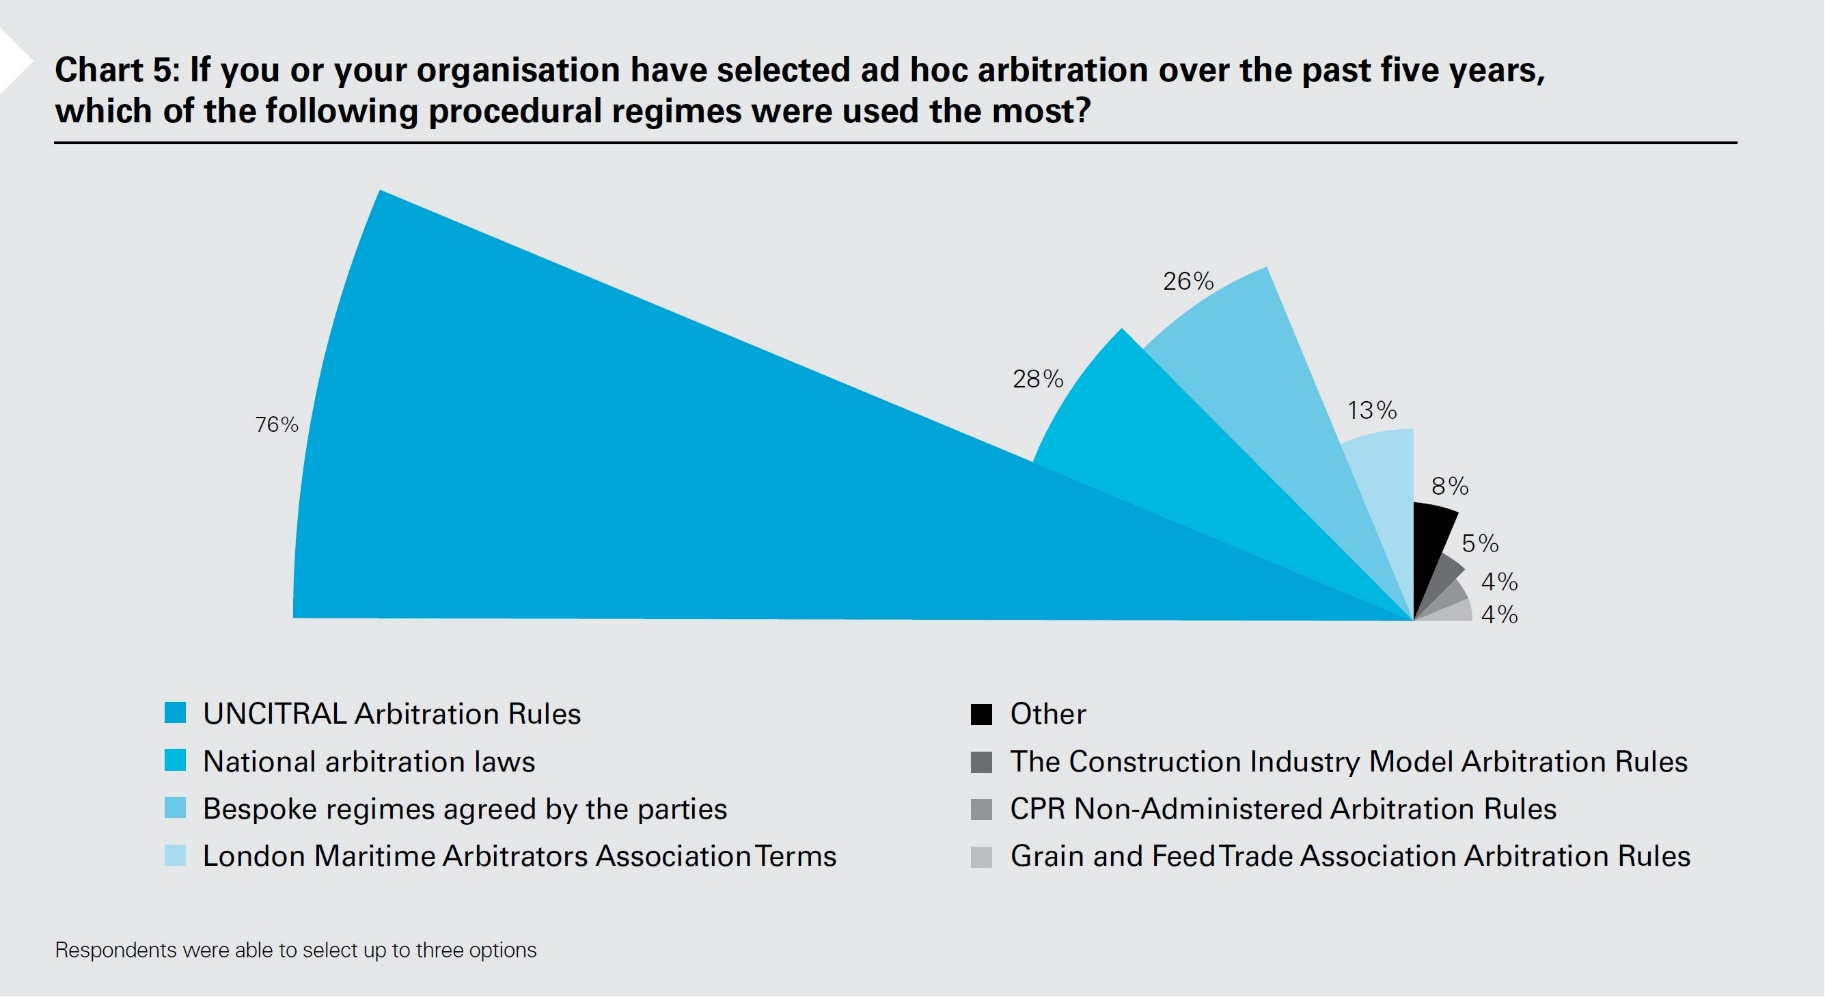 Chart 5: If you or your organisation have selected ad hoc arbitration over the past five years,
which of the following procedural regimes were used the most?
76%
28%
26%
13%
8%
5%
4%
4%
UNCITRAL Arbitration Rules
National arbitration laws
Bespoke regimes agreed by the parties
London Maritime Arbitrators Association Terms
Other
The Construction Industry Model Arbitration Rules
CPR Non-Administered Arbitration Rules
Grain and Feed Trade Association Arbitration Rules
Respondents were able to select up to three options